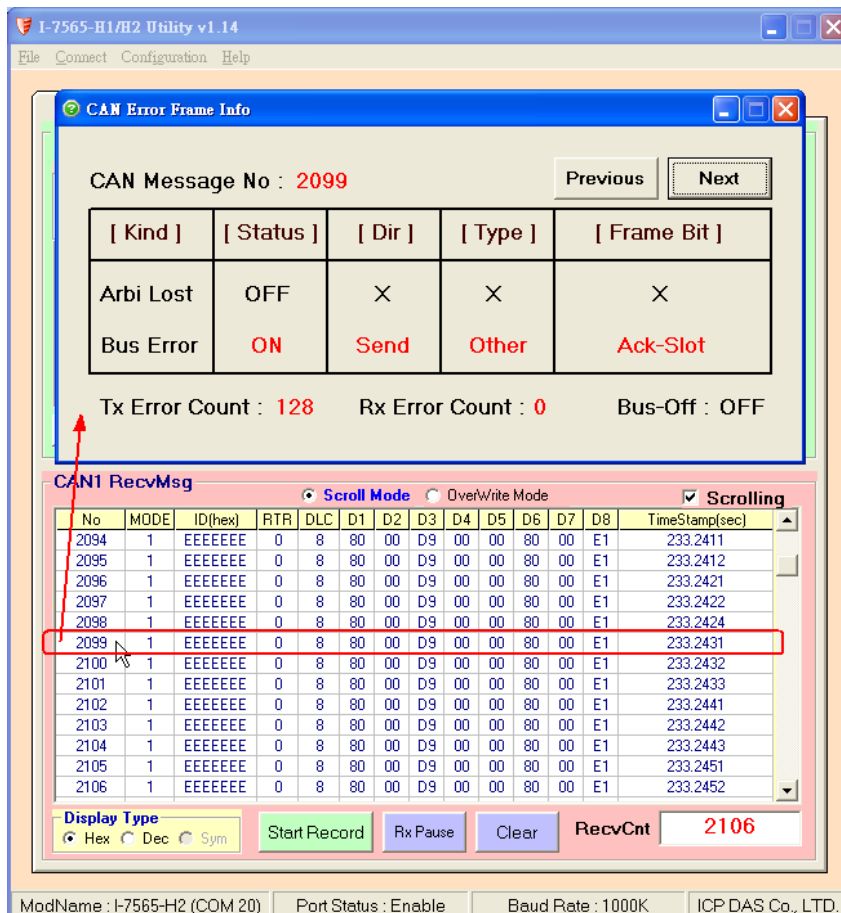 I-7565-H1/H2 Utility v1.14
File Connect Configuration Help
CAN Error Frame Info
CAN Message No : 2099 Previous Next
[ Kind ] [ Status ] [ Dir ] [ Type ] [ Frame Bit ]
Arbi Lost OFF X X X
Bus Error ON Send Other Ack-Slot
Tx Error Count : 128 Rx Error Count : 0 Bus-Off : OFF
CAN1 RecvMsg
Scroll Mode OverWrite Mode Scrolling
No MODE ID(hex) RTR DLC D1 D2 D3 D4 D5 D6 D7 D8 TimeStamp(sec)
2094 1 EEEEEEE 0 8 80 00 D9 00 00 80 00 E1 233.2411
2095 1 EEEEEEE 0 8 80 00 D9 00 00 80 00 E1 233.2412
2096 1 EEEEEEE 0 8 80 00 D9 00 00 80 00 E1 233.2421
2097 1 EEEEEEE 0 8 80 00 D9 00 00 80 00 E1 233.2422
2098 1 EEEEEEE 0 8 80 00 D9 00 00 80 00 E1 233.2424
2099 1 EEEEEEE 0 8 80 00 D9 00 00 80 00 E1 233.2431
2100 1 EEEEEEE 0 8 80 00 D9 00 00 80 00 E1 233.2432
2101 1 EEEEEEE 0 8 80 00 D9 00 00 80 00 E1 233.2433
2102 1 EEEEEEE 0 8 80 00 D9 00 00 80 00 E1 233.2441
2103 1 EEEEEEE 0 8 80 00 D9 00 00 80 00 E1 233.2442
2104 1 EEEEEEE 0 8 80 00 D9 00 00 80 00 E1 233.2443
2105 1 EEEEEEE 0 8 80 00 D9 00 00 80 00 E1 233.2451
2106 1 EEEEEEE 0 8 80 00 D9 00 00 80 00 E1 233.2452
Display Type
Hex Dec Sym Start Record Rx Pause Clear RecvCnt 2106
ModName : I-7565-H2 (COM 20) Port Status : Enable Baud Rate : 1000K ICP DAS Co., LTD.